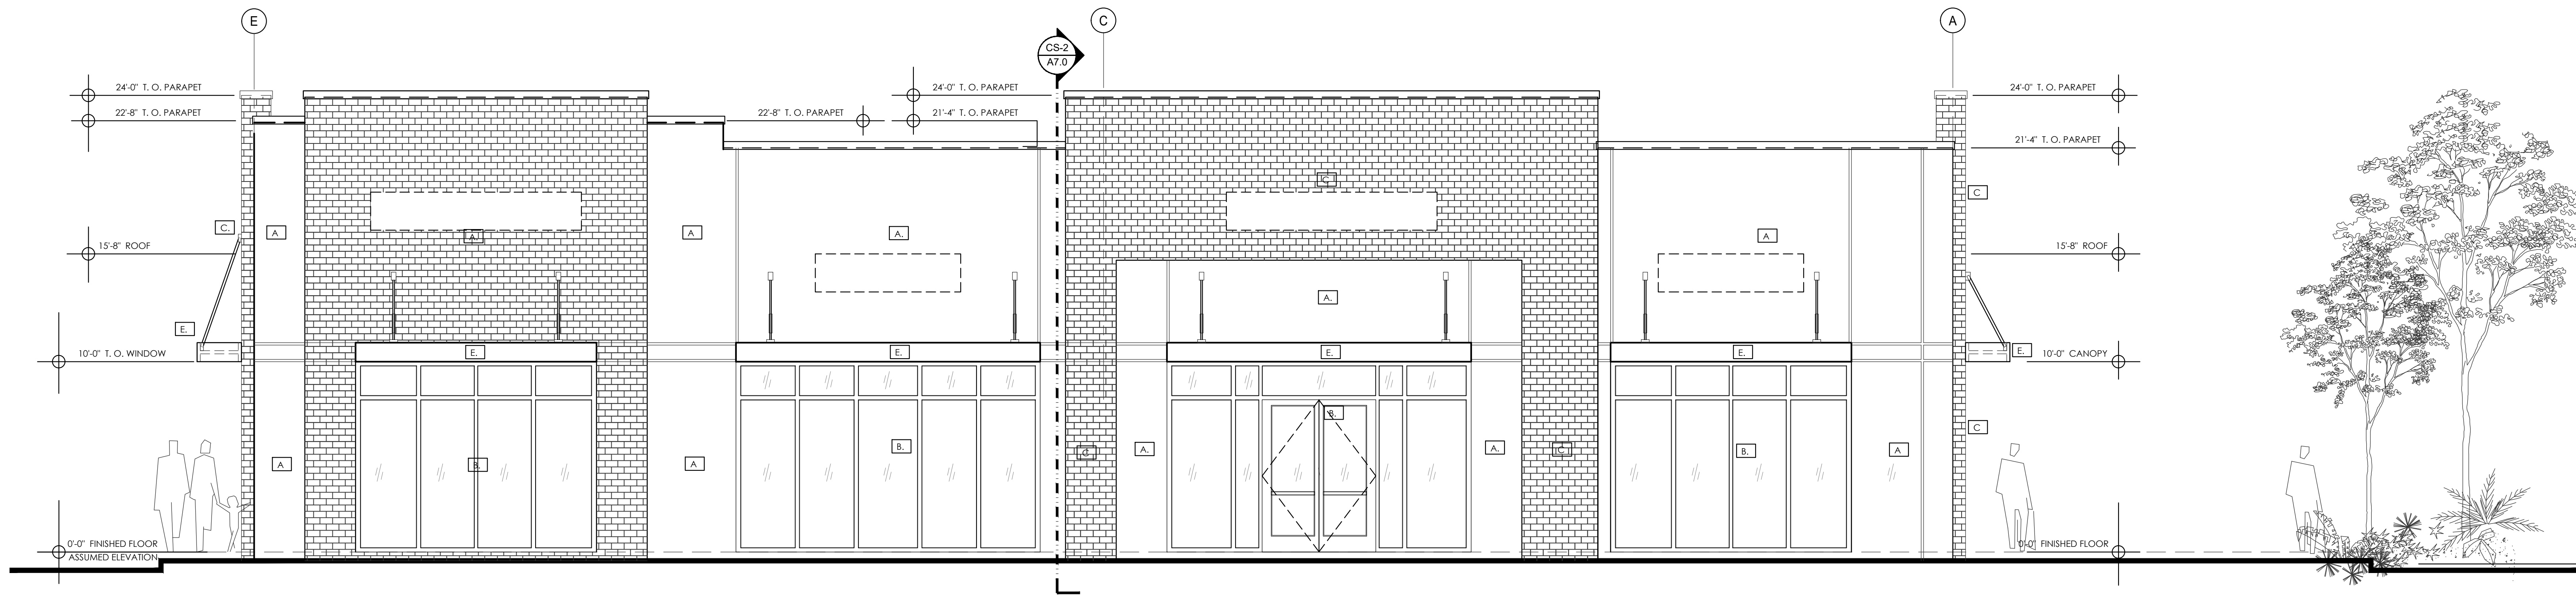 E
C
A
CS-2
A7.0
24'-0" T. O. PARAPET
24'-0" T. O. PARAPET
24'-0" T. O. PARAPET
22'-8" T. O. PARAPET
22'-8" T. O. PARAPET
21'-4" T. O. PARAPET
21'-4" T. O. PARAPET
C
C
C.
A
A.
A
A.
A
15'-8" ROOF
15'-8" ROOF
A.
E.
10'-0" T. O. WINDOW
E.
E.
E.
E.
E.
10'-0" CANOPY
B.
C
A
B.
A
B.
C
A.
A.
C
B.
A
0'-0" FINISHED FLOOR
ASSUMED ELEVATION
0'-0" FINISHED FLOOR